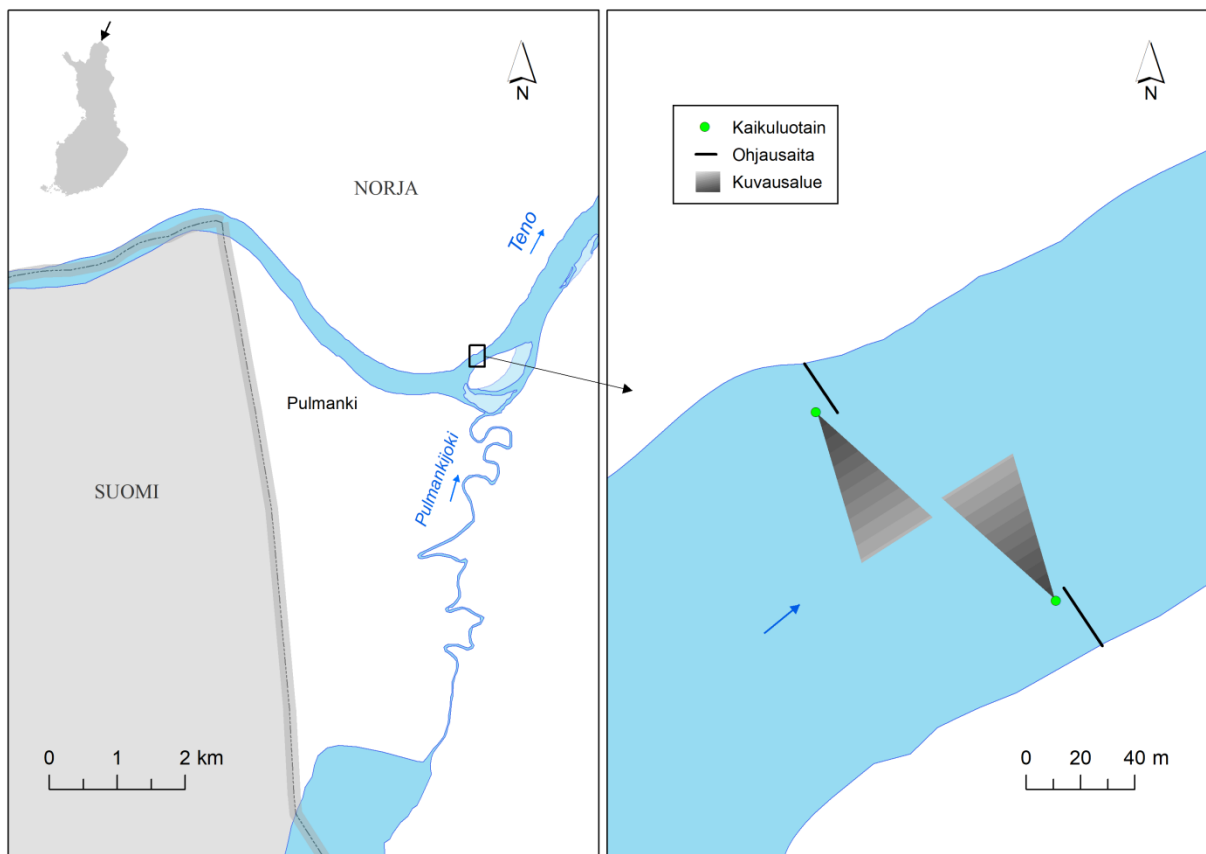 N
NORJA
Teno
Pulmanki
Pulmankijoki
SUOMI
0 1 2 km
N
Kaikuluotain
Ohjausaita
Kuvausalue
0 20 40 m